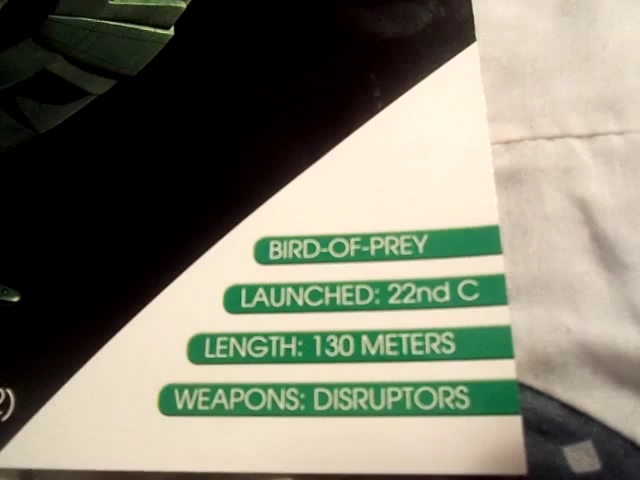 BIRD-OF-PREY
LAUNCHED: 22nd C
LENGTH: 130 METERS
WEAPONS: DISRUPTORS